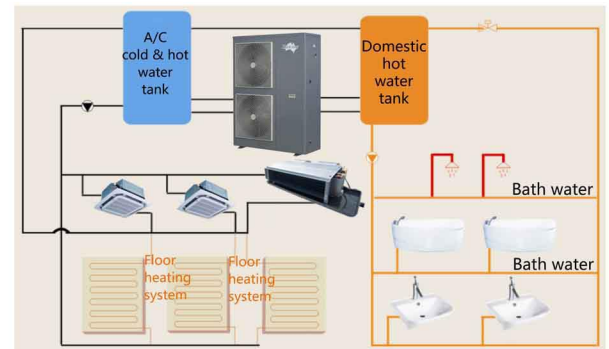 A/C
cold & hot
water
tank
Domestic
hot
water
tank
Bath water
Bath water
Floor
heating
system
Floor
heating
system